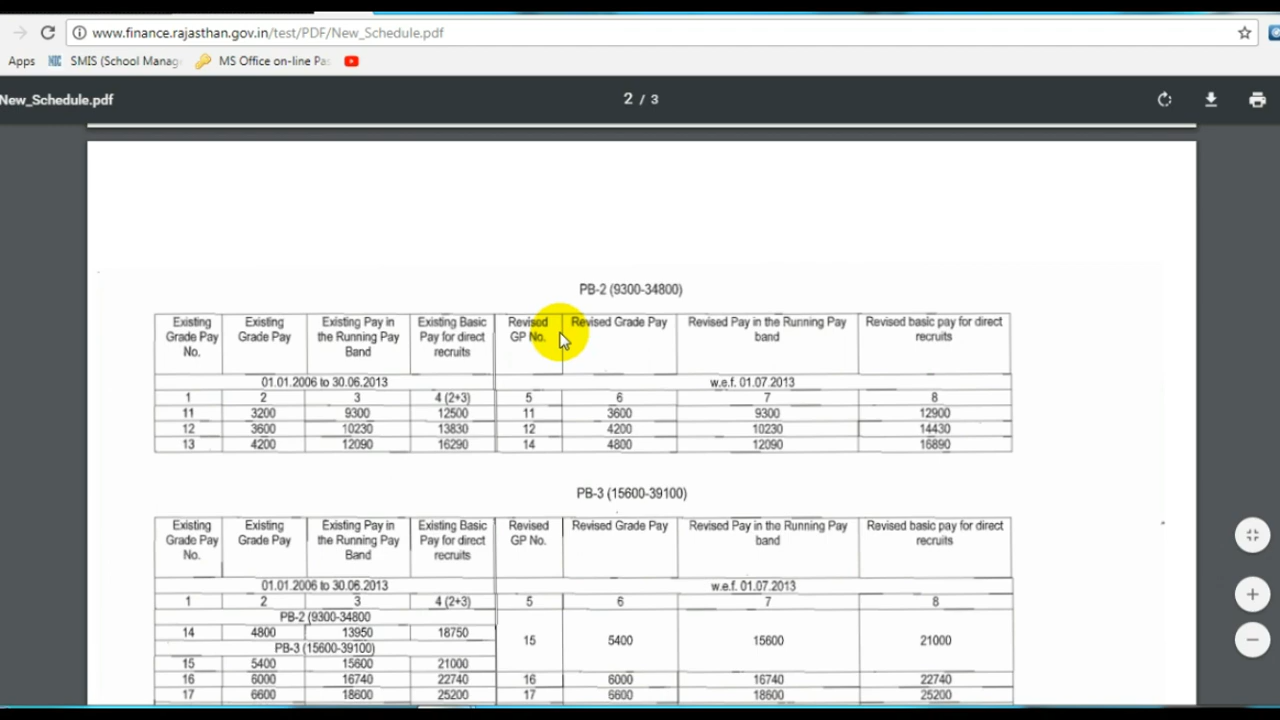 www.finance.rajasthan.gov.in/test/PDF/New_Schedule.pdf
Apps NIC SMIS (School Manag MS Office on-line Pa
New_Schedule.pdf 2 / 3
PB-2 (9300-34800)
Existing Grade Pay No. Existing Grade Pay Existing Pay in the Running Pay Band Existing Basic Pay for direct recruits Revised GP No. Revised Grade Pay Revised Pay in the Running Pay band Revised basic pay for direct recruits
01.01.2006 to 30.06.2013 w.e.f. 01.07.2013
1 2 3 4 (2+3) 5 6 7 8
11 3200 9300 12500 11 3600 9300 12900
12 3600 10230 13830 12 4200 10230 14430
13 4200 12090 16290 14 4800 12090 16890
PB-3 (15600-39100)
Existing Grade Pay No. Existing Grade Pay Existing Pay in the Running Pay Band Existing Basic Pay for direct recruits Revised GP No. Revised Grade Pay Revised Pay in the Running Pay band Revised basic pay for direct recruits
01.01.2006 to 30.06.2013 w.e.f. 01.07.2013
1 2 3 4 (2+3) 5 6 7 8
PB-2 (9300-34800
14 4800 13950 18750 15 5400 15600 21000
PB-3 (15600-39100)
15 5400 15600 21000
16 6000 16740 22740 16 6000 16740 22740
17 6600 18600 25200 17 6600 18600 25200